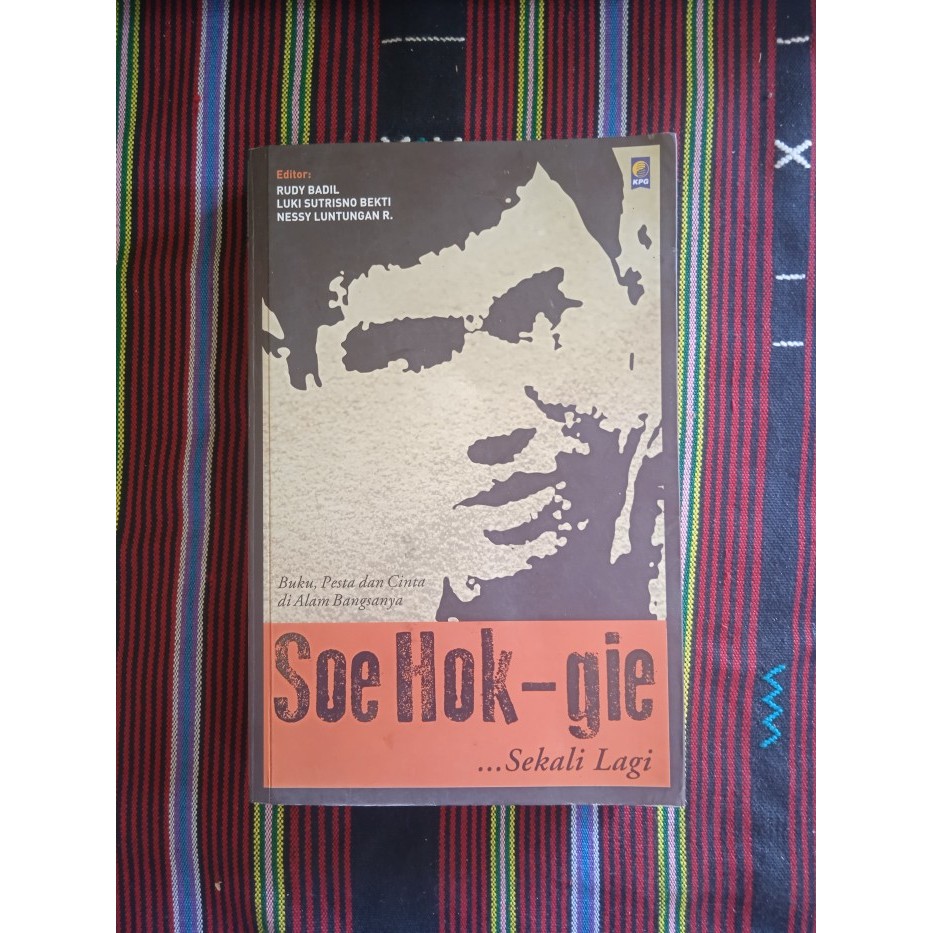 Editor:
RUDY BADIL
LUKI SUTRISNO BEKTI
NESSY LUNTUNGAN R.
KPG
Buku, Pesta dan Cinta
di Alam Bangsanya
Soe Hok-gie
...Sekali Lagi